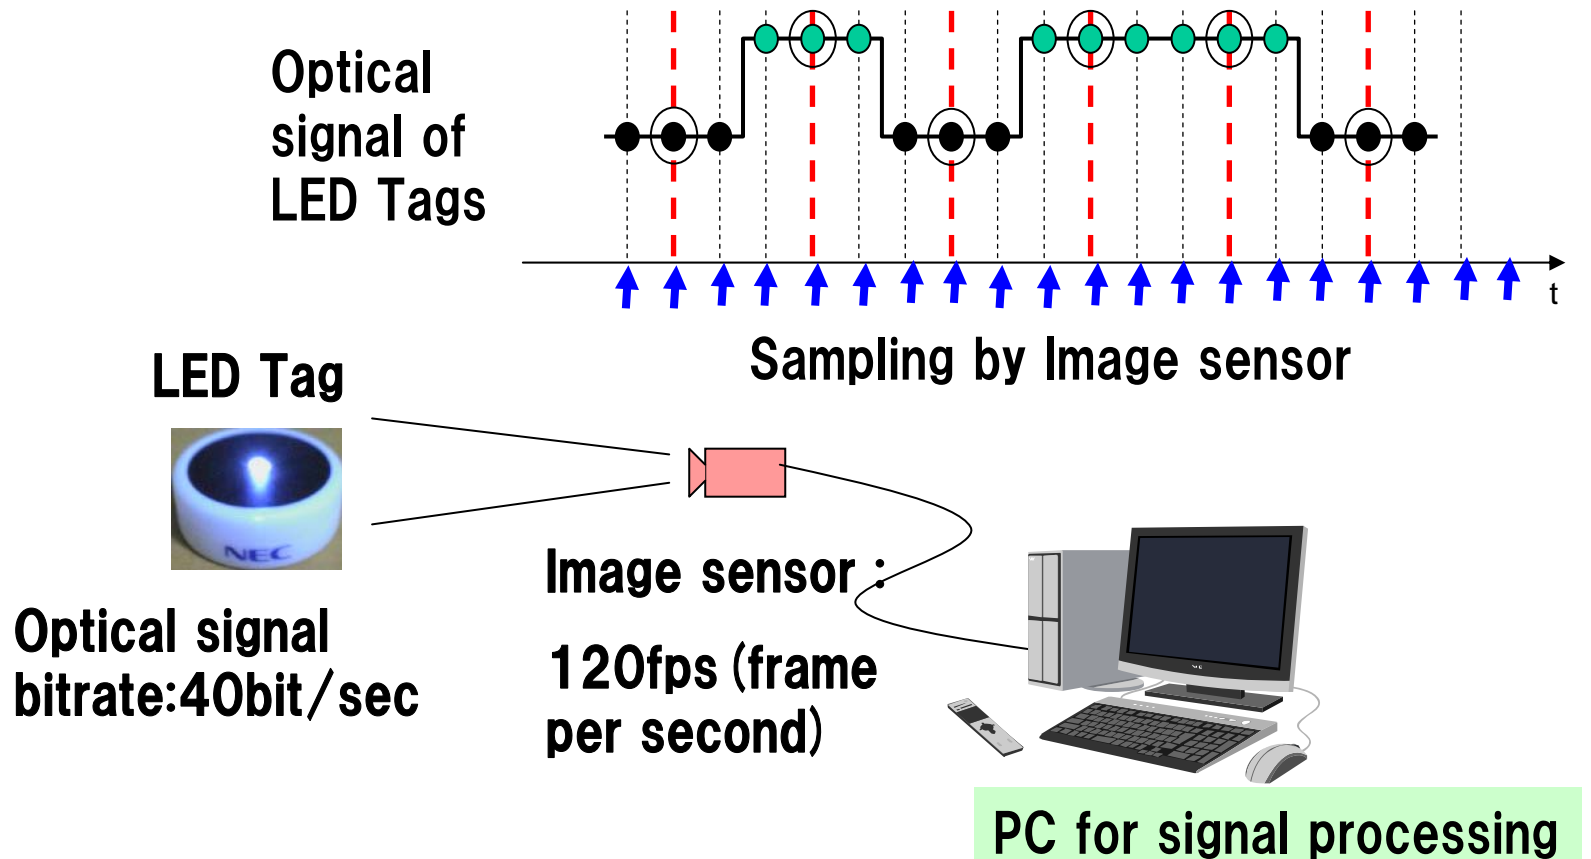 Optical
signal of
LED Tags
t
Sampling by Image sensor
LED Tag
NEC
Optical signal
bitrate:40bit/sec
Image sensor :
120fps (frame
per second)
PC for signal processing